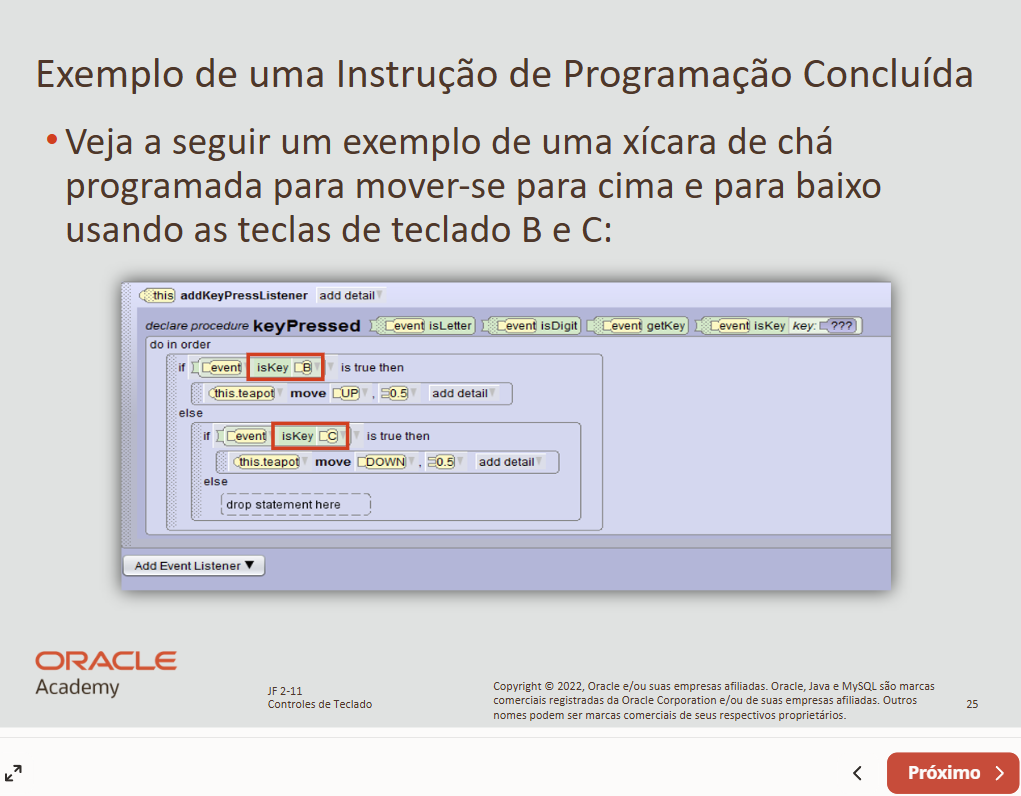 Exemplo de uma Instrução de Programação Concluída
• Veja a seguir um exemplo de uma xícara de chá
programada para mover-se para cima e para baixo
usando as teclas de teclado B e C:
this addKeyPressListener add detail
declare procedure keyPressed event isLetter event isDigit event getKey event isKey key: ???
do in order
if event isKey B is true then
this.teapot move UP , 0.5 add detail
else
if event isKey C is true then
this.teapot move DOWN , 0.5 add detail
else
drop statement here
Add Event Listener ▼
ORACLE
Academy
JF 2-11
Controles de Teclado
Copyright © 2022, Oracle e/ou suas empresas afiliadas. Oracle, Java e MySQL são marcas
comerciais registradas da Oracle Corporation e/ou de suas empresas afiliadas. Outros
nomes podem ser marcas comerciais de seus respectivos proprietários.
25
Próximo